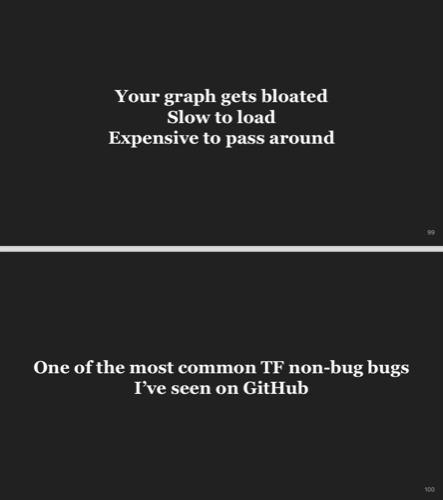 Your graph gets bloated
Slow to load
Expensive to pass around
99
One of the most common TF non-bug bugs
I’ve seen on GitHub
100